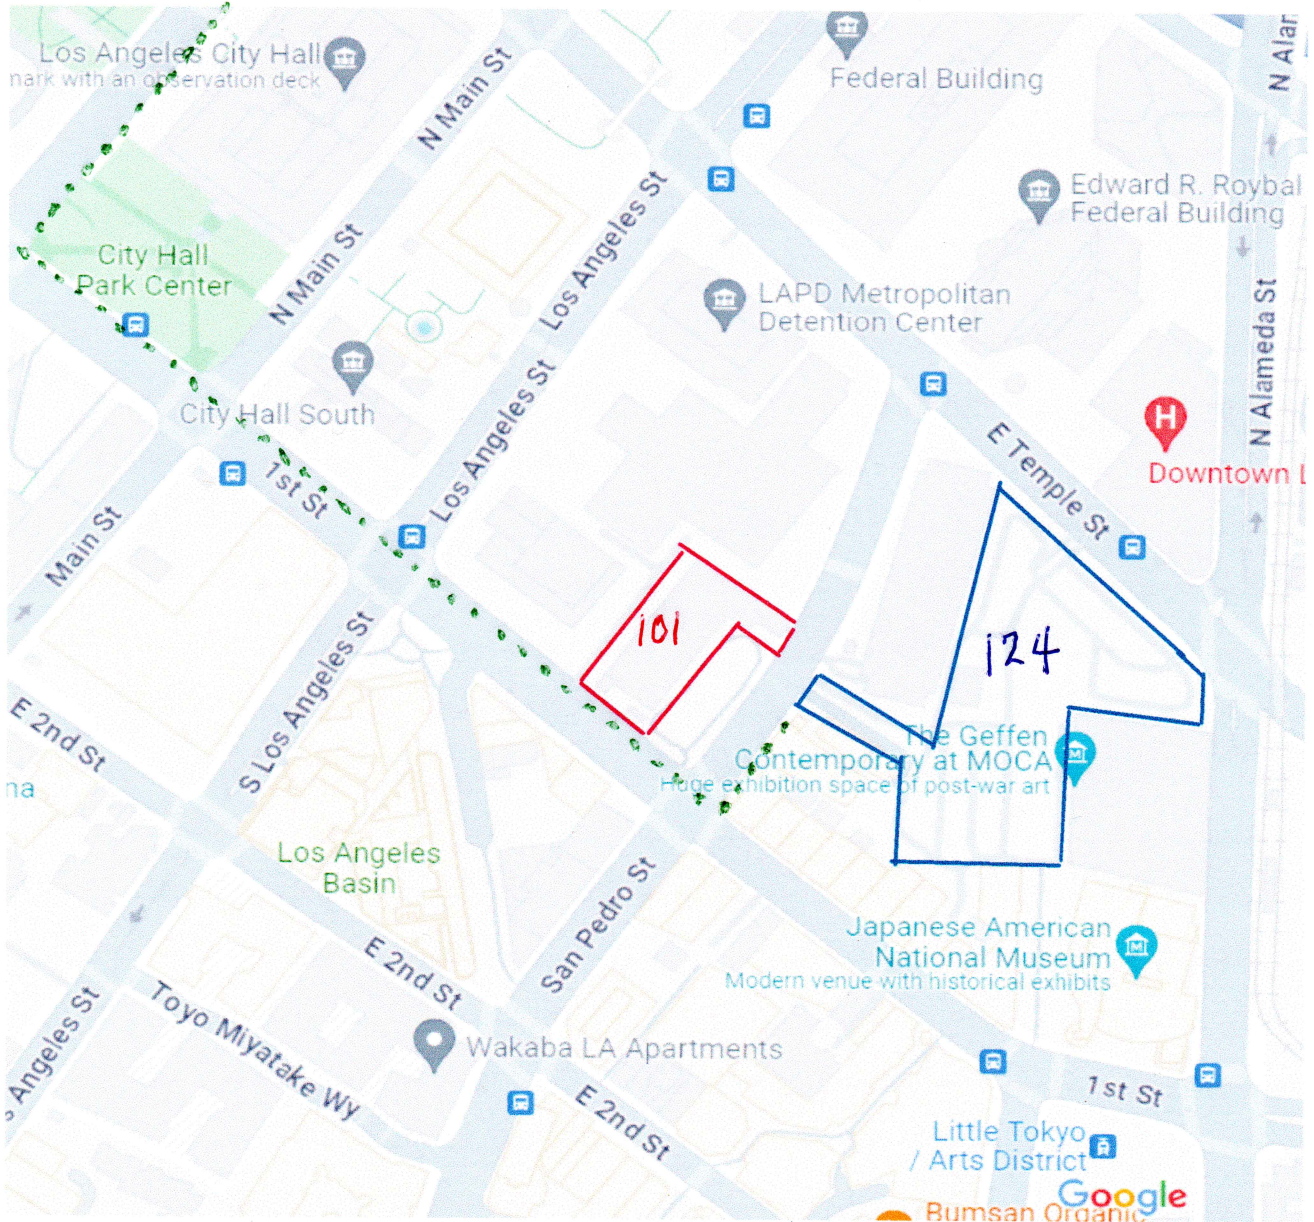 Los Angeles City Hall
mark with an observation deck
N Main St
Federal Building
N Alan
Edward R. Roybal
Federal Building
Los Angeles St
City Hall
Park Center
N Main St
LAPD Metropolitan
Detention Center
N Alameda St
City Hall South
Los Angeles St
E Temple St
H
Downtown L
1st St
Main St
101
124
S Los Angeles St
E 2nd St
The Geffen
Contemporary at MOCA
Huge exhibition space of post-war art
na
Los Angeles
Basin
San Pedro St
Japanese American
National Museum
Modern venue with historical exhibits
E 2nd St
s Angeles St
Toyo Miyatake Wy
Wakaba LA Apartments
E 2nd St
1st St
Little Tokyo
/ Arts District
Google
Bumsan Organic